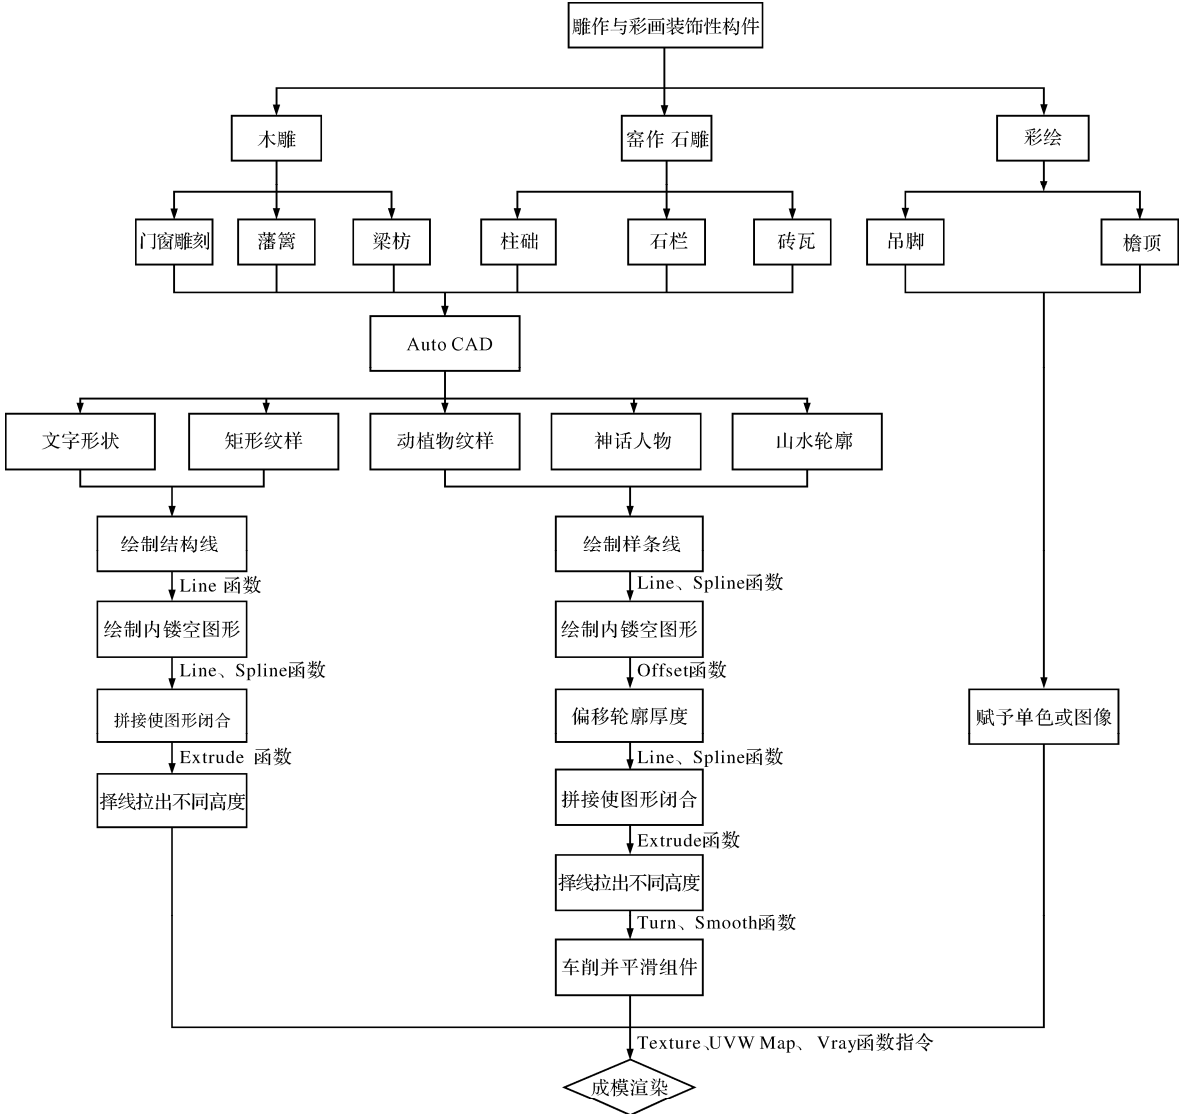 雕作与彩画装饰性构件
木雕
窑作 石雕
彩绘
门窗雕刻
藩篱
梁枋
柱础
石栏
砖瓦
吊脚
檐顶
Auto CAD
文字形状
矩形纹样
动植物纹样
神话人物
山水轮廓
绘制结构线
绘制样条线
Line 函数
Line、Spline函数
绘制内镂空图形
绘制内镂空图形
Line、Spline函数
Offset函数
拼接使图形闭合
偏移轮廓厚度
赋予单色或图像
Extrude 函数
Line、Spline函数
择线拉出不同高度
拼接使图形闭合
Extrude函数
择线拉出不同高度
Turn、Smooth函数
车削并平滑组件
Texture、UVW Map、Vray函数指令
成模渲染